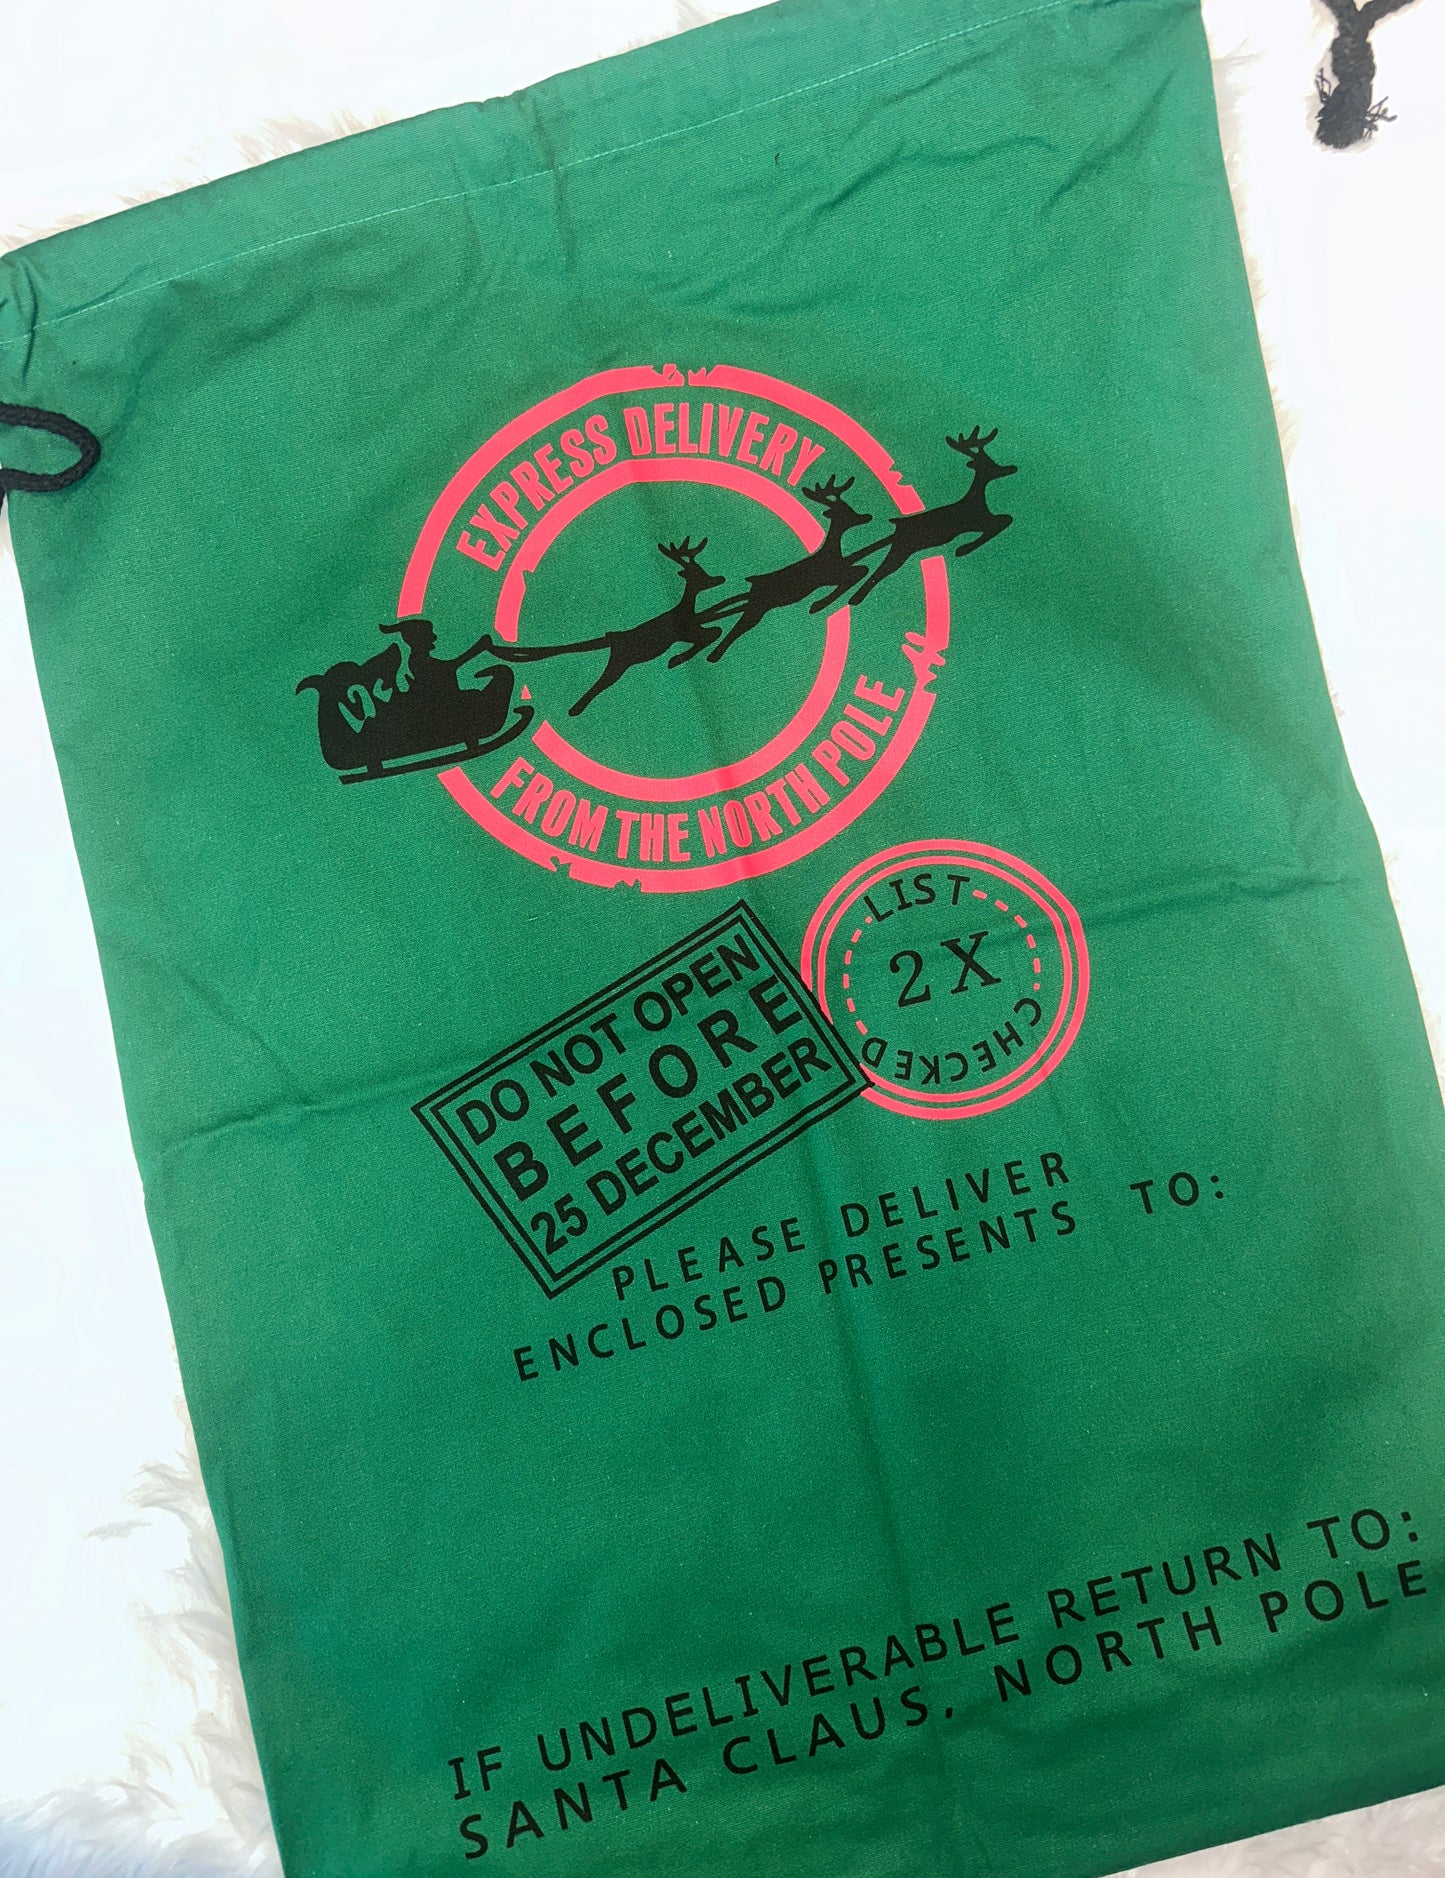 EXPRESS DELIVERY
FROM THE NORTH POLE
LIST
2X
CHECKED
DO NOT OPEN
BEFORE
25 DECEMBER
PLEASE DELIVER
ENCLOSED PRESENTS TO:
IF UNDELIVERABLE RETURN TO:
SANTA CLAUS, NORTH POLE